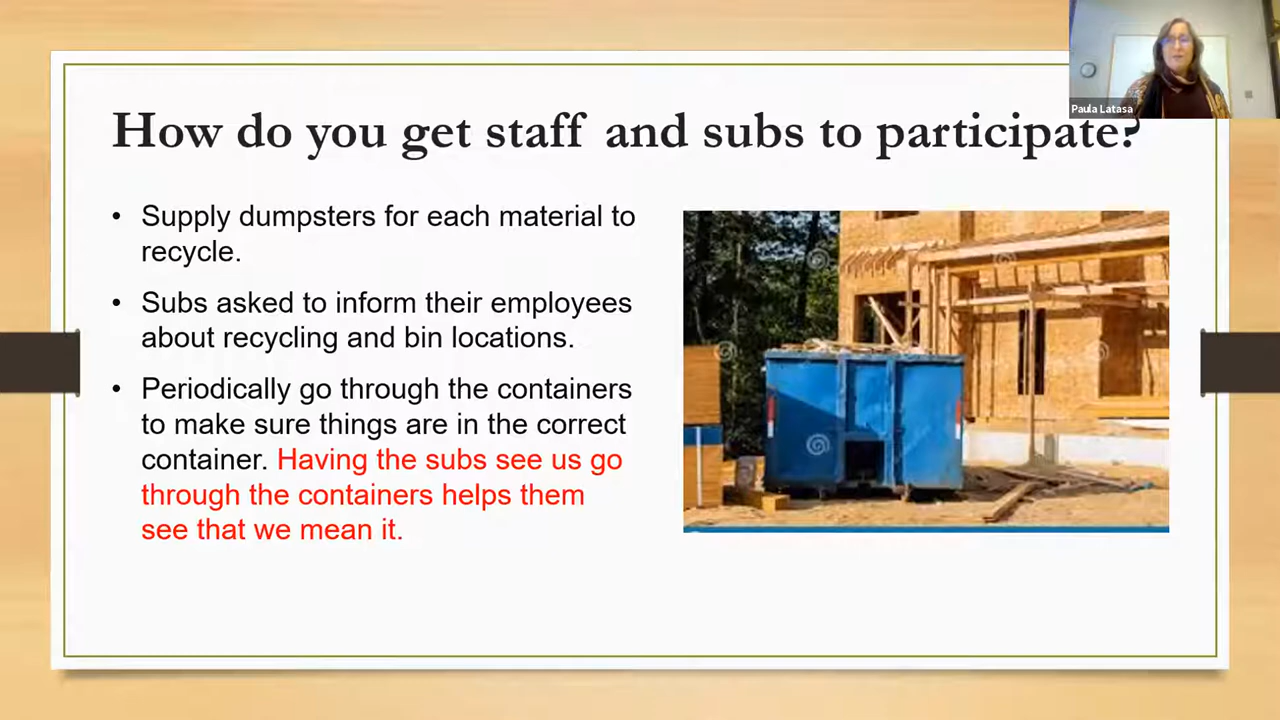 Paula Latasa
How do you get staff and subs to participate?
• Supply dumpsters for each material to
recycle.
• Subs asked to inform their employees
about recycling and bin locations.
• Periodically go through the containers
to make sure things are in the correct
container. Having the subs see us go
through the containers helps them
see that we mean it.